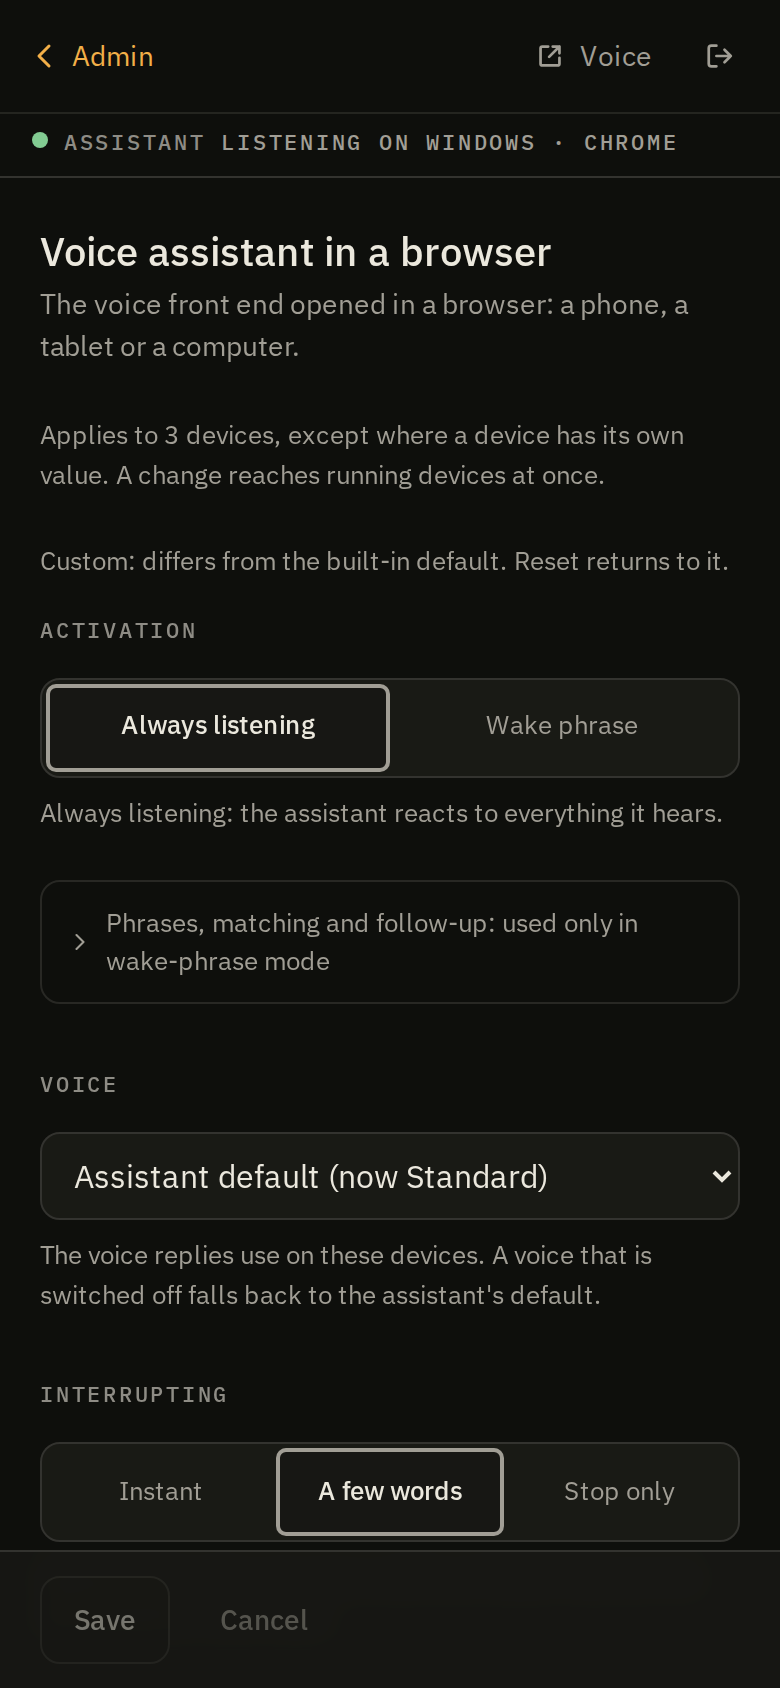 Admin
Voice
ASSISTANT LISTENING ON WINDOWS · CHROME
Voice assistant in a browser
The voice front end opened in a browser: a phone, a
tablet or a computer.
Applies to 3 devices, except where a device has its own
value. A change reaches running devices at once.
Custom: differs from the built-in default. Reset returns to it.
ACTIVATION
Always listening
Wake phrase
Always listening: the assistant reacts to everything it hears.
Phrases, matching and follow-up: used only in
wake-phrase mode
VOICE
Assistant default (now Standard)
The voice replies use on these devices. A voice that is
switched off falls back to the assistant's default.
INTERRUPTING
Instant
A few words
Stop only
Save
Cancel